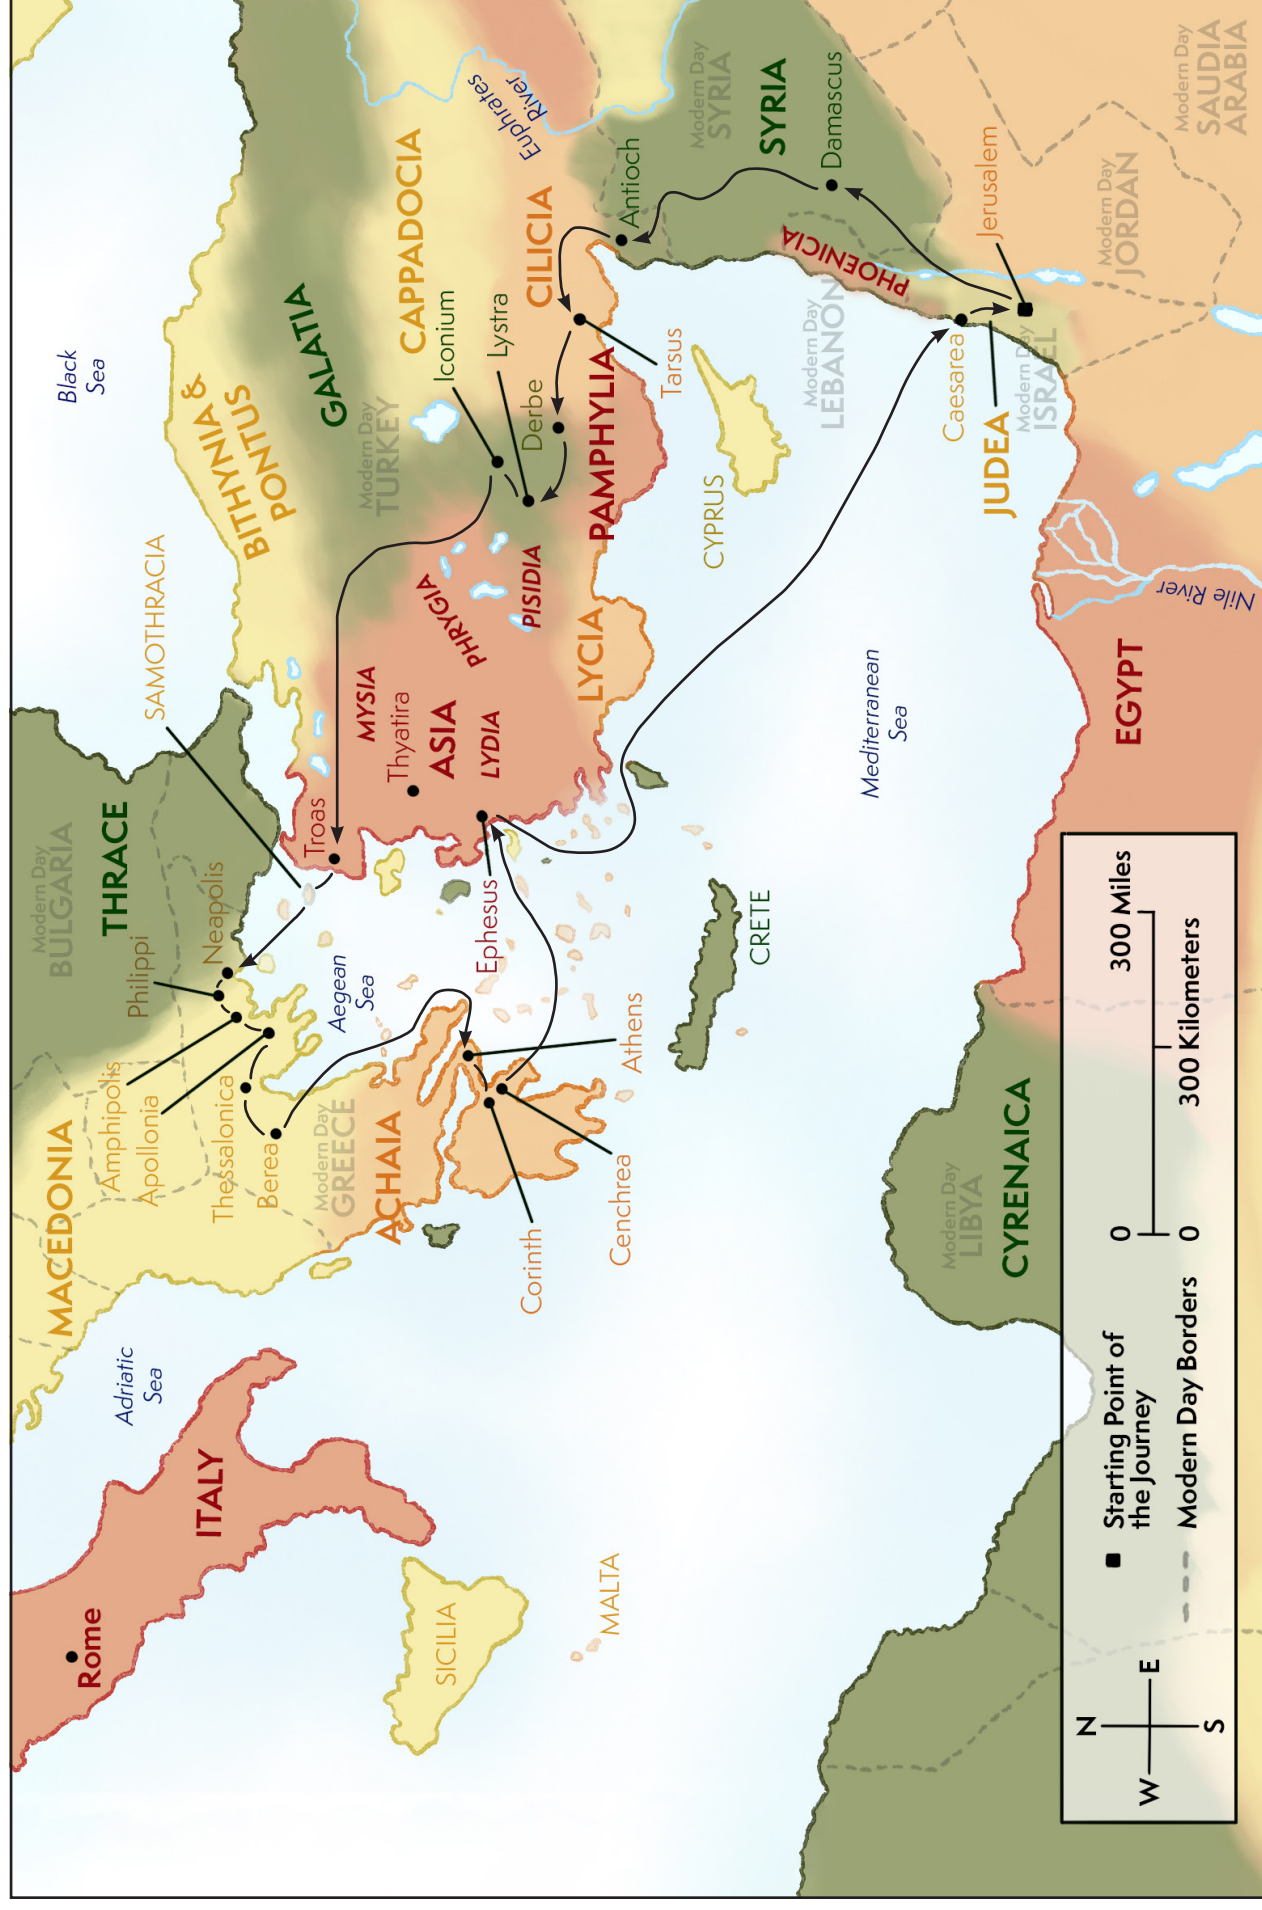 Rome
ITALY
Adriatic
Sea
SICILIA
MALTA
MACEDONIA
Amphipolis
Apollonia
Thessalonica
Berea
Philippi
Neapolis
Modern Day
BULGARIA
THRACE
SAMOTHRACIA
Black
Sea
BITHYNIA &
PONTUS
GALATIA
Modern Day
TURKEY
CAPPADOCIA
Euphrates
River
Modern Day
GREECE
ACHAIA
Aegean
Sea
Troas
MYSIA
Thyatira
ASIA
LYDIA
PHRYGIA
PISIDIA
Iconium
Lystra
Derbe
CILICIA
Ephesus
LYCIA
PAMPHYLIA
Tarsus
Antioch
Corinth
Cenchrea
Athens
CRETE
CYPRUS
Modern Day
SYRIA
SYRIA
Damascus
PHOENICIA
Modern Day
LEBANON
Mediterranean
Sea
Caesarea
JUDEA
Jerusalem
Modern Day
ISRAEL
Modern Day
JORDAN
Modern Day
SAUDIA
ARABIA
Modern Day
LIBYA
CYRENAICA
EGYPT
Nile River
N
W
E
S
Starting Point of
the Journey
Modern Day Borders
0
300 Miles
0
300 Kilometers